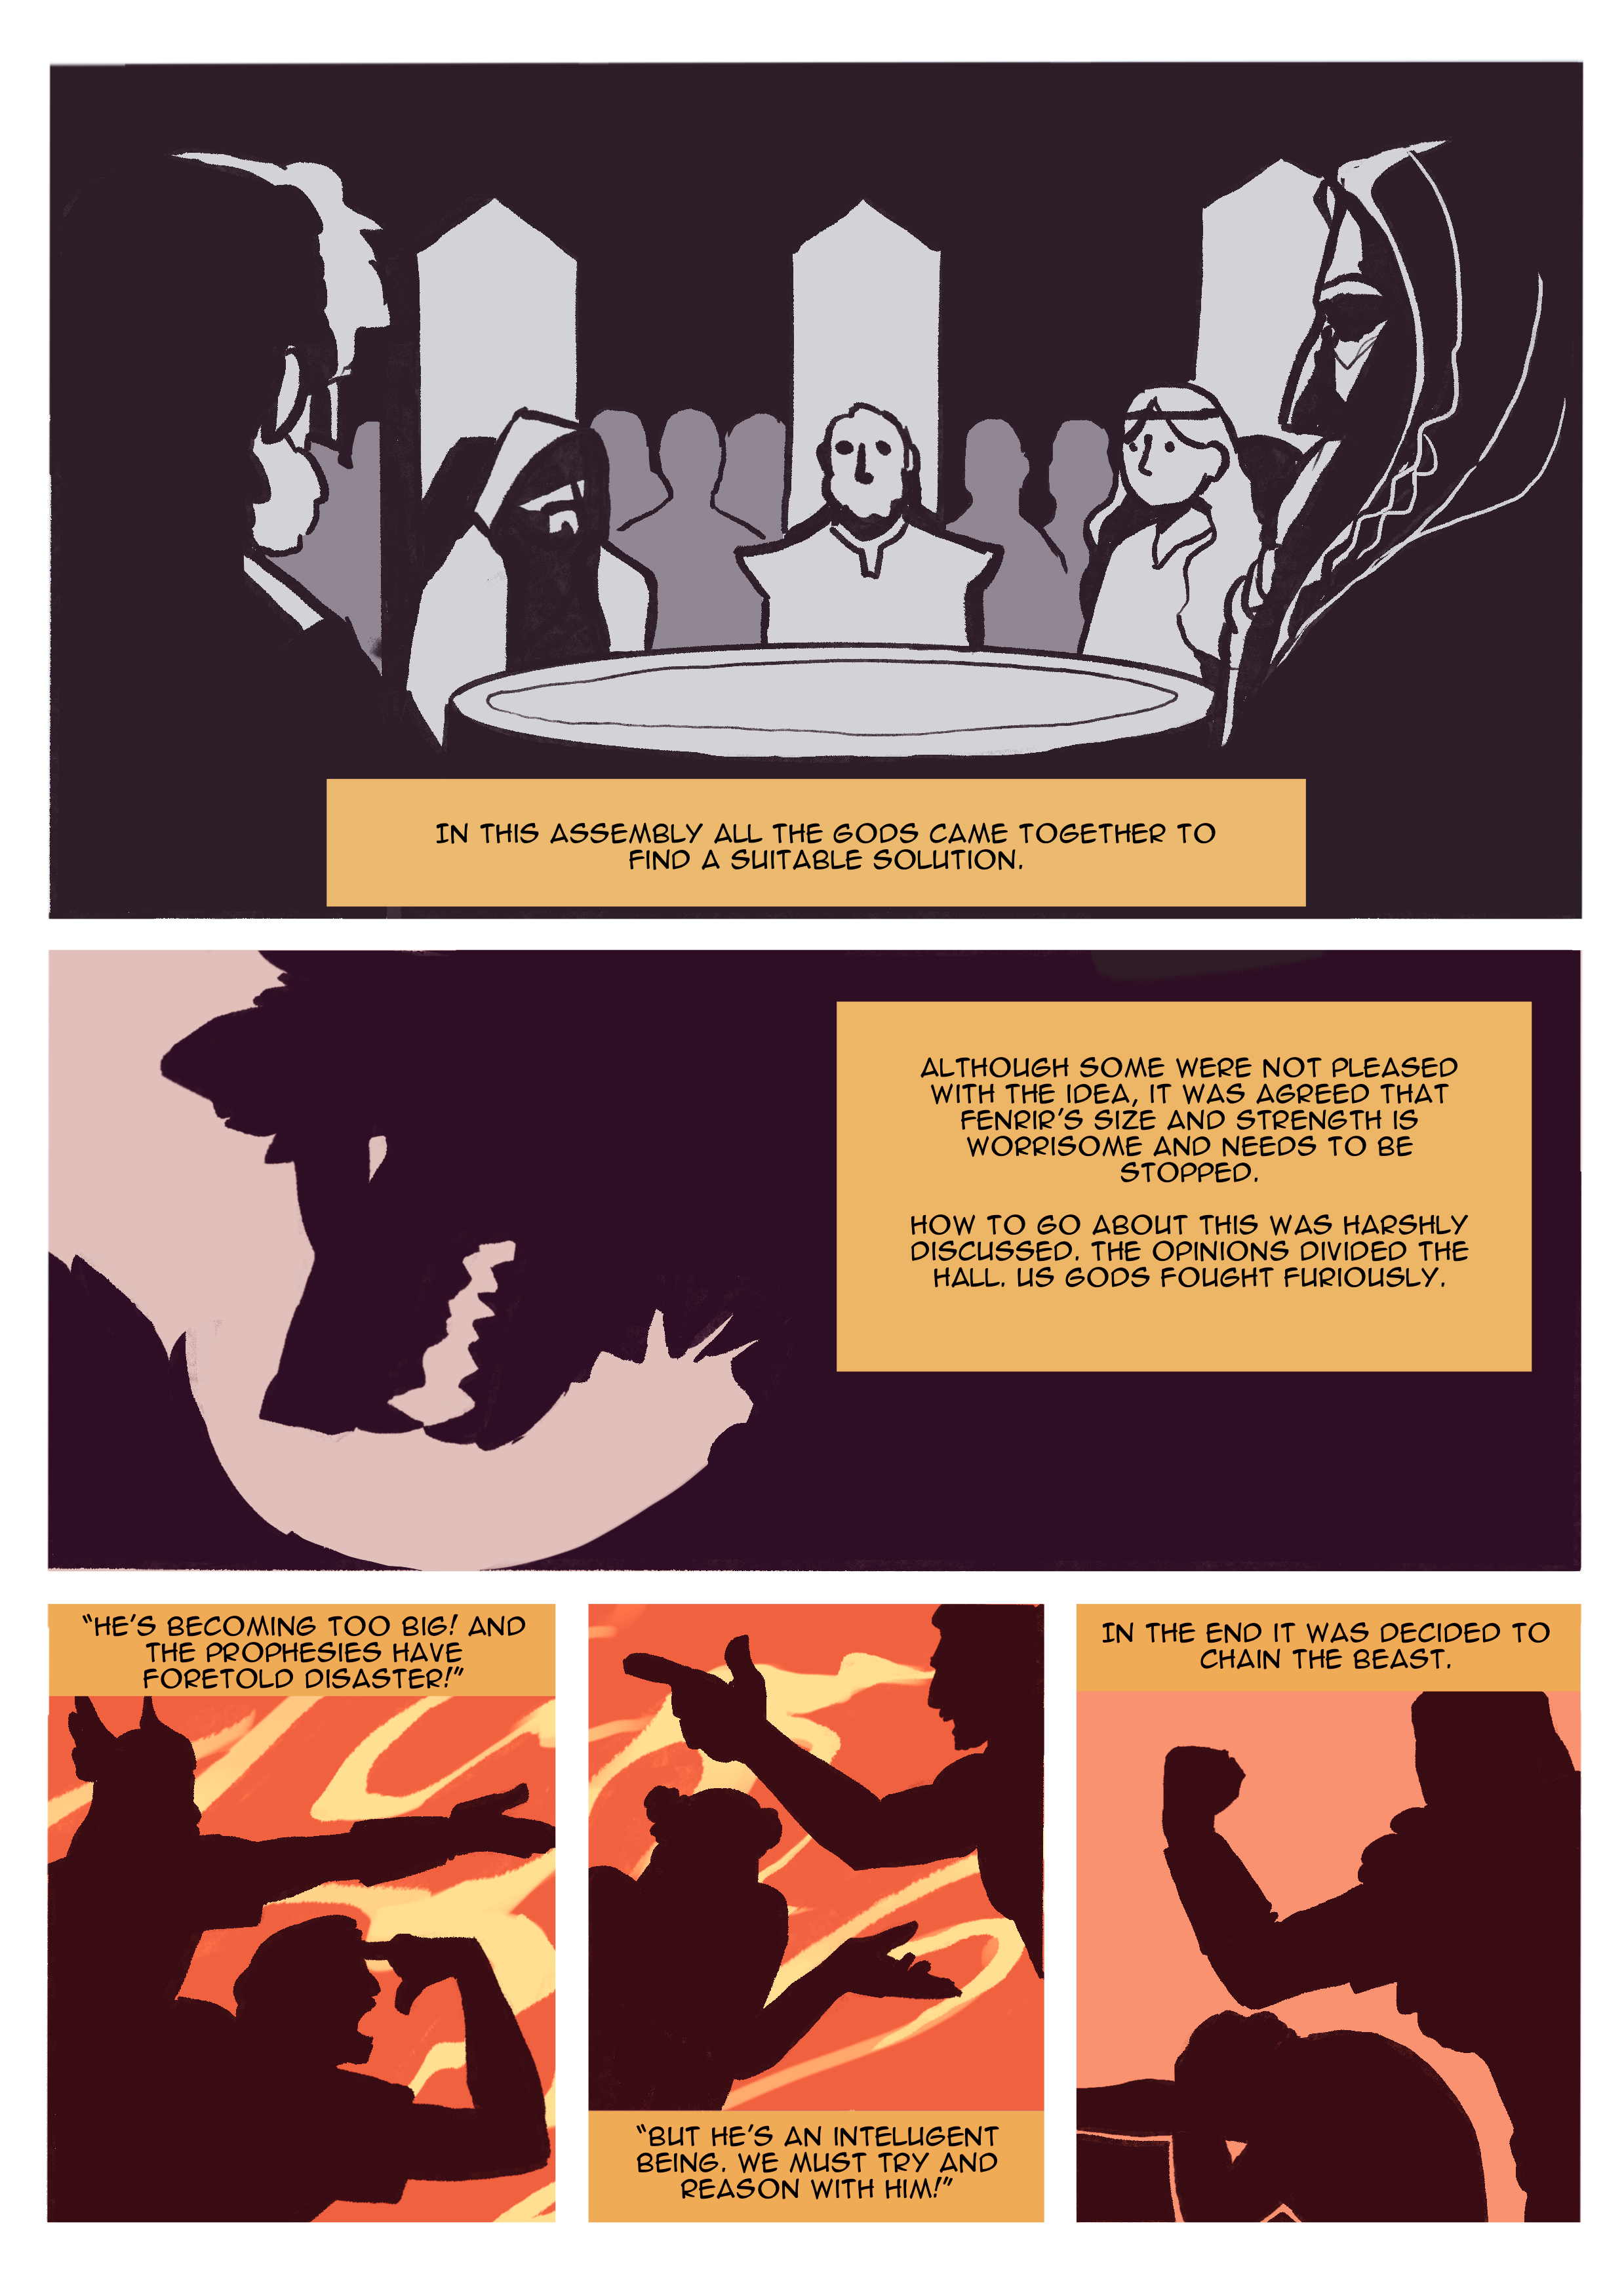 IN THIS ASSEMBLY ALL THE GODS CAME TOGETHER TO
FIND A SUITABLE SOLUTION.
ALTHOUGH SOME WERE NOT PLEASED
WITH THE IDEA, IT WAS AGREED THAT
FENRIR'S SIZE AND STRENGTH IS
WORRISOME AND NEEDS TO BE
STOPPED.
HOW TO GO ABOUT THIS WAS HARSHLY
DISCUSSED. THE OPINIONS DIVIDED THE
HALL. US GODS FOUGHT FURIOUSLY.
"HE'S BECOMING TOO BIG! AND
THE PROPHESIES HAVE
FORETOLD DISASTER!"
"BUT HE'S AN INTELLIGENT
BEING. WE MUST TRY AND
REASON WITH HIM!"
IN THE END IT WAS DECIDED TO
CHAIN THE BEAST.